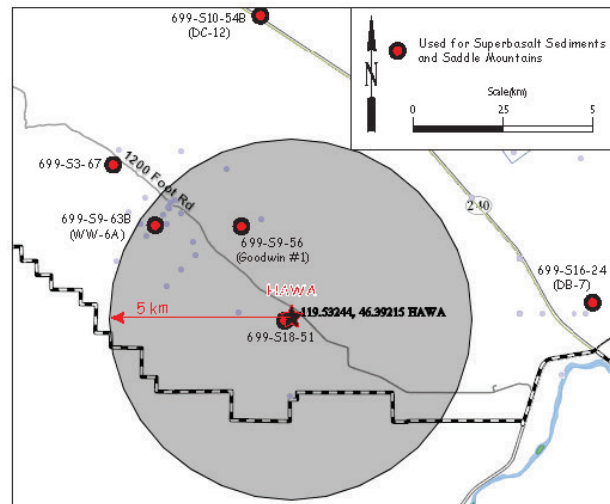 699-S10-54B
(DC-12)
Used for Superbasalt Sediments
and Saddle Mountains
N
Scale(km)
0 25 5
699-S3-67
1200 Foot Rd
240
699-S9-63B
(WW-6A)
699-S9-56
(Goodwin #1)
699-S16-24
(DB-7)
HAWA
5 km
119.53244, 46.39215 HAWA
699-S18-51